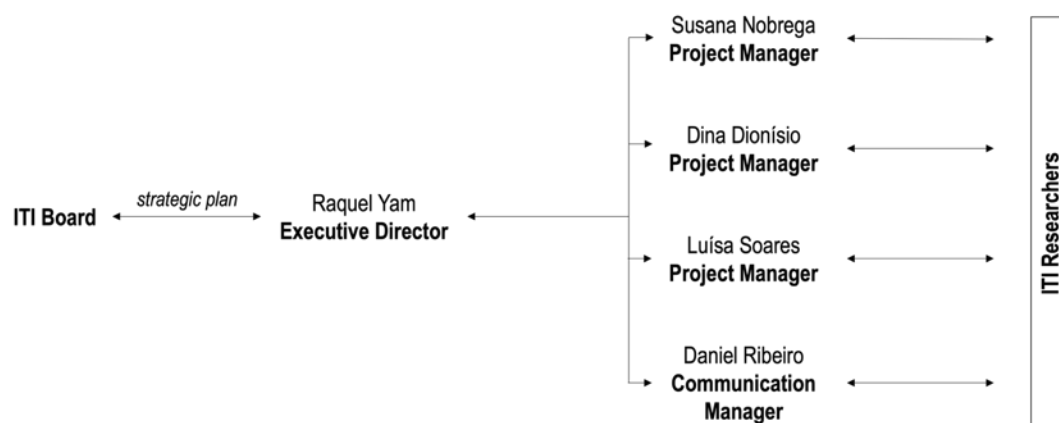 Susana Nobrega
Project Manager
Dina Dionísio
Project Manager
ITI Board
strategic plan
Raquel Yam
Executive Director
Luísa Soares
Project Manager
Daniel Ribeiro
Communication
Manager
ITI Researchers